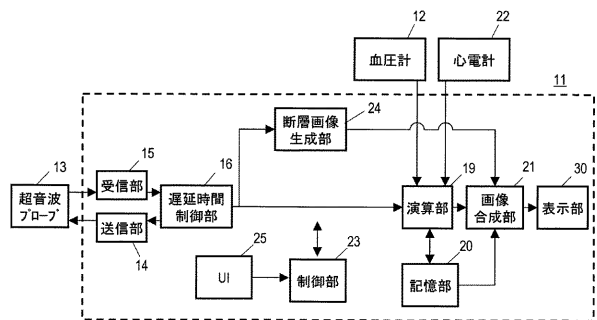 12
22
血圧計
心電計
11
断層画像
生成部
24
13
15
16
19
21
30
受信部
超音波
プローブ
遅延時間
制御部
演算部
画像
合成部
表示部
送信部
14
25
23
20
UI
制御部
記憶部